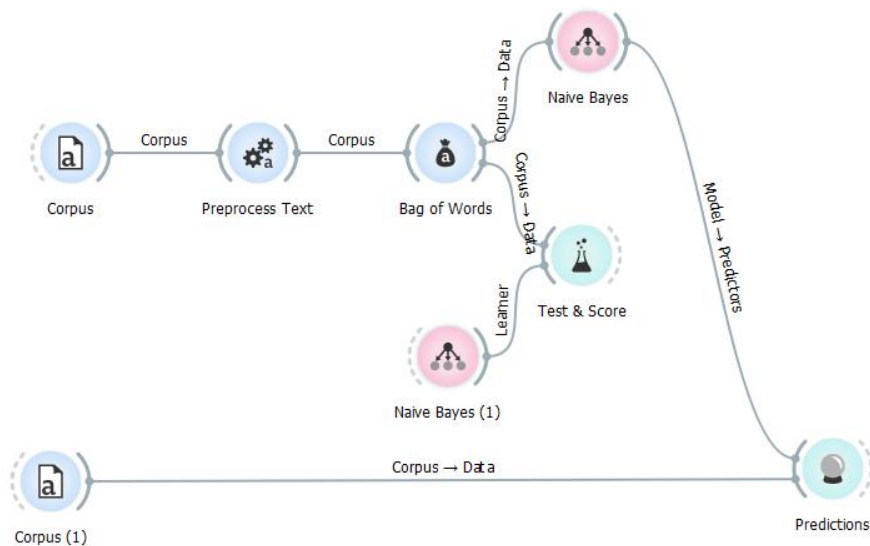 Corpus → Data
Naive Bayes
Corpus
Corpus
Corpus
Preprocess Text
Bag of Words
Corpus → Data
Model → Predictors
Learner
Test & Score
Naive Bayes (1)
Corpus → Data
Corpus (1)
Predictions